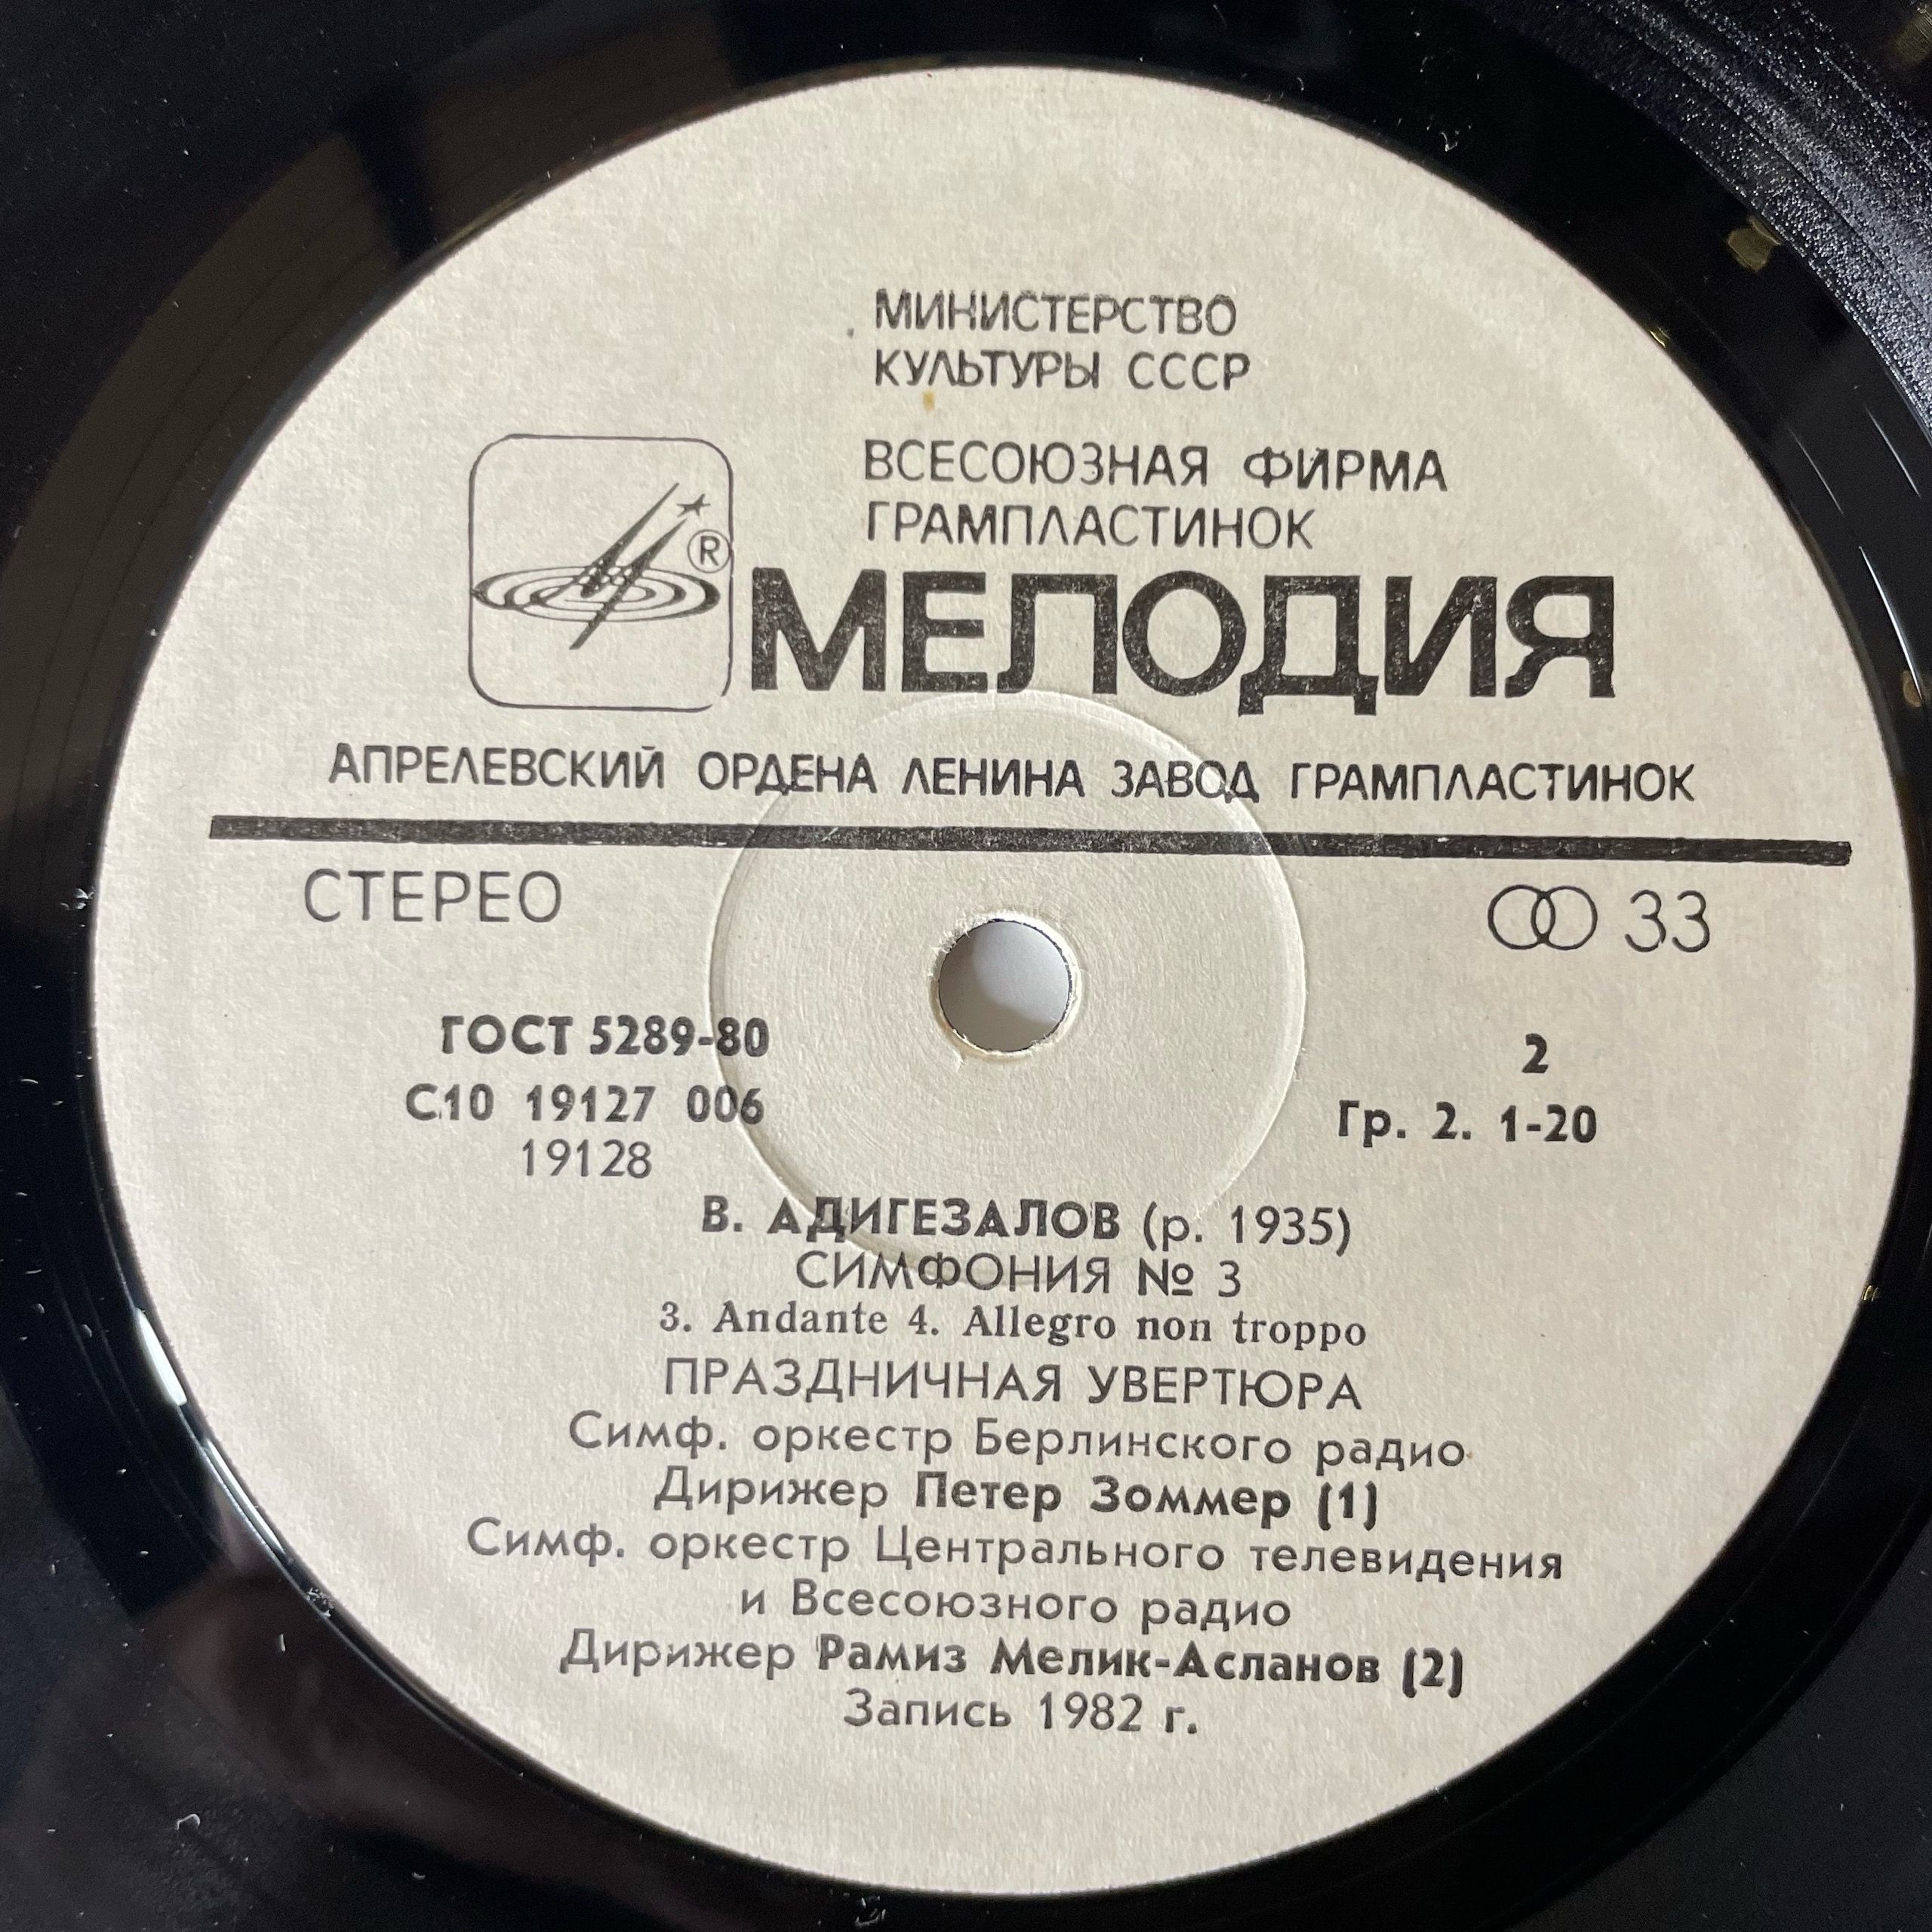 МИНИСТЕРСТВО
КУЛЬТУРЫ СССР
ВСЕСОЮЗНАЯ ФИРМА
ГРАМПЛАСТИНОК
®
МЕЛОДИЯ
АПРЕЛЕВСКИЙ ОРДЕНА ЛЕНИНА ЗАВОД ГРАМПЛАСТИНОК
СТЕРЕО
33
ГОСТ 5289-80
2
С10 19127 006
Гр. 2. 1-20
19128
В. АДИГЕЗАЛОВ (р. 1935)
СИМФОНИЯ № 3
3. Andante 4. Allegro non troppo
ПРАЗДНИЧНАЯ УВЕРТЮРА
Симф. оркестр Берлинского радио
Дирижер Петер Зоммер (1)
Симф. оркестр Центрального телевидения
и Всесоюзного радио
Дирижер Рамиз Мелик-Асланов (2)
Запись 1982 г.